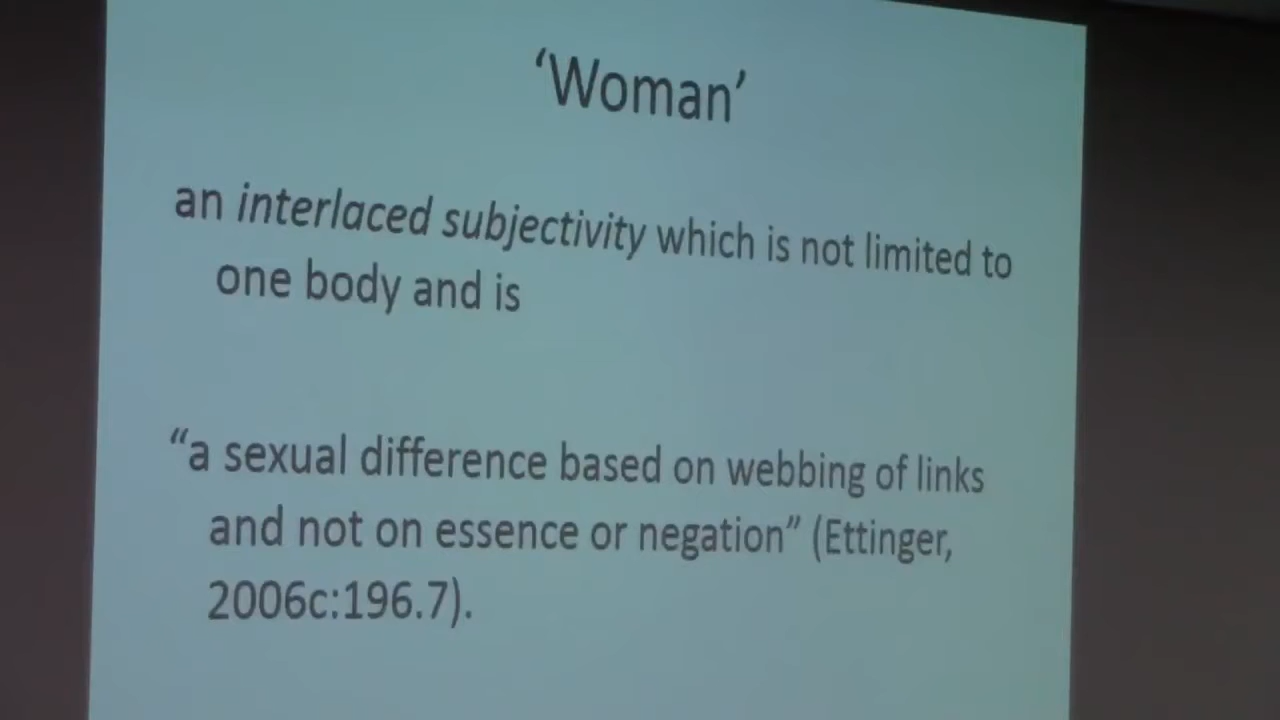 ‘Woman’
an interlaced subjectivity which is not limited to
one body and is
“a sexual difference based on webbing of links
and not on essence or negation” (Ettinger,
2006c:196.7).